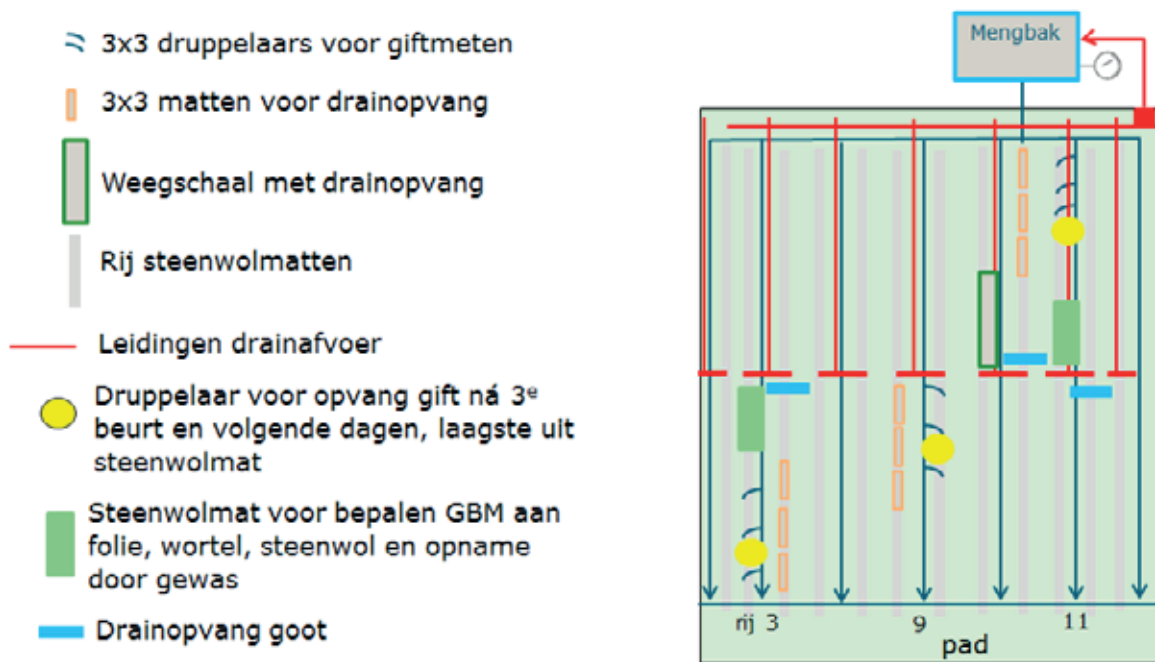 3x3 druppelaars voor giftmeten
3x3 matten voor drainopvang
Weegschaal met drainopvang
Rij steenwolmatten
Leidingen drainafvoer
Druppelaar voor opvang gift ná 3e
beurt en volgende dagen, laagste uit
steenwolmat
Steenwolmat voor bepalen GBM aan
folie, wortel, steenwol en opname
door gewas
Drainopvang goot
Mengbak
rij 3
9
11
pad